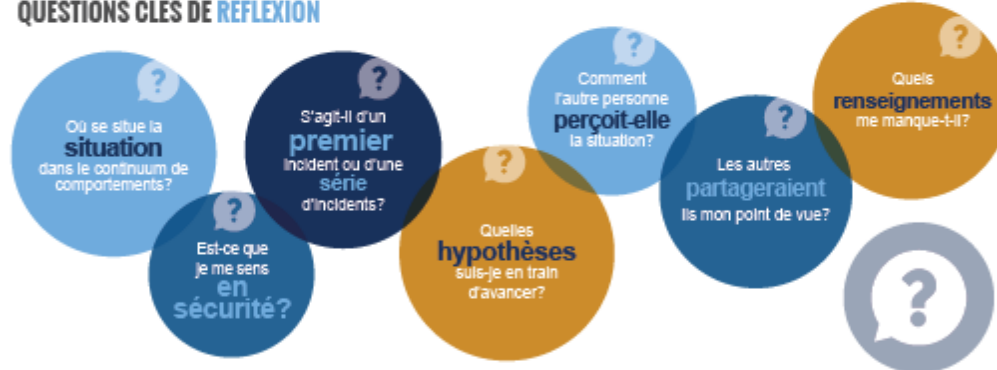 QUESTIONS CLÉS DE RÉFLEXION
Où se situe la
situation
dans le continuum de
comportements?
Est-ce que
je me sens
en
sécurité?
S'agit-il d'un
premier
incident ou d'une
série
d'incidents?
Quelles
hypothèses
suis-je en train
d'avancer?
Comment
l'autre personne
perçoit-elle
la situation?
Les autres
partageraient
ils mon point de vue?
Quels
renseignements
me manque-t-il?